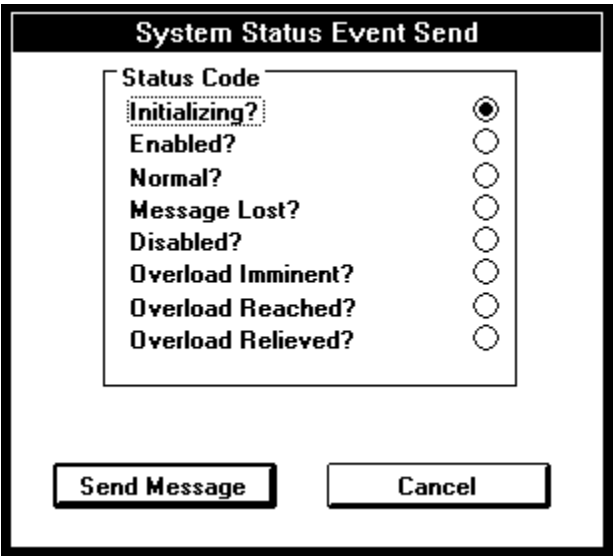 System Status Event Send
Status Code
Initializing?
Enabled?
Normal?
Message Lost?
Disabled?
Overload Imminent?
Overload Reached?
Overload Relieved?
Send Message Cancel